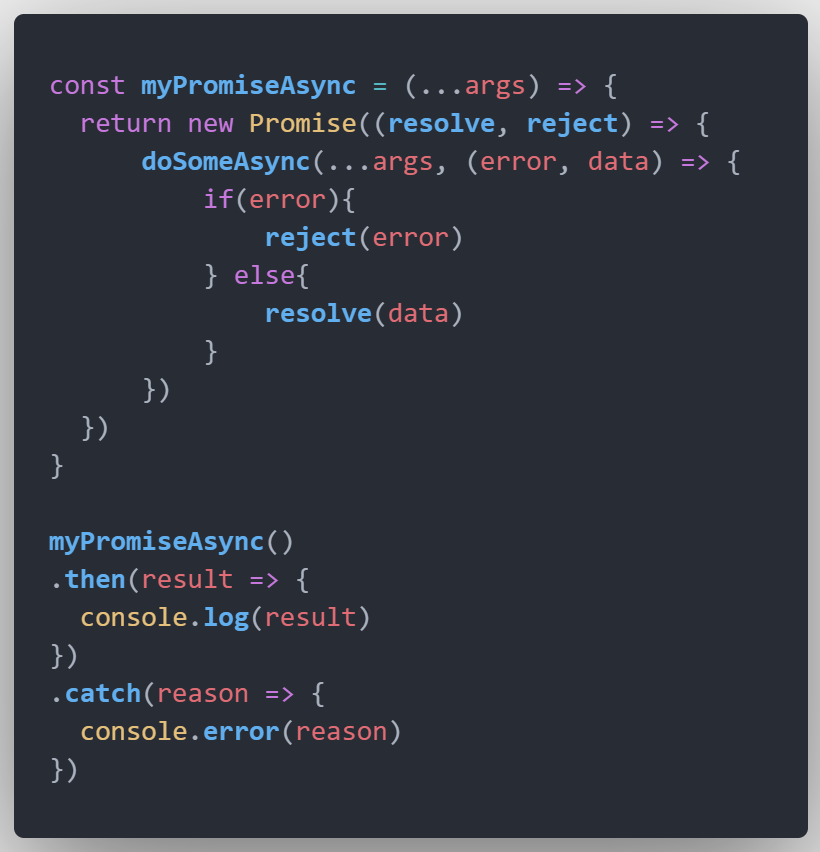 const myPromiseAsync = (...args) => {
  return new Promise((resolve, reject) => {
      doSomeAsync(...args, (error, data) => {
          if(error){
              reject(error)
          } else{
              resolve(data)
          }
      })
  })
}

myPromiseAsync()
.then(result => {
  console.log(result)
})
.catch(reason => {
  console.error(reason)
})